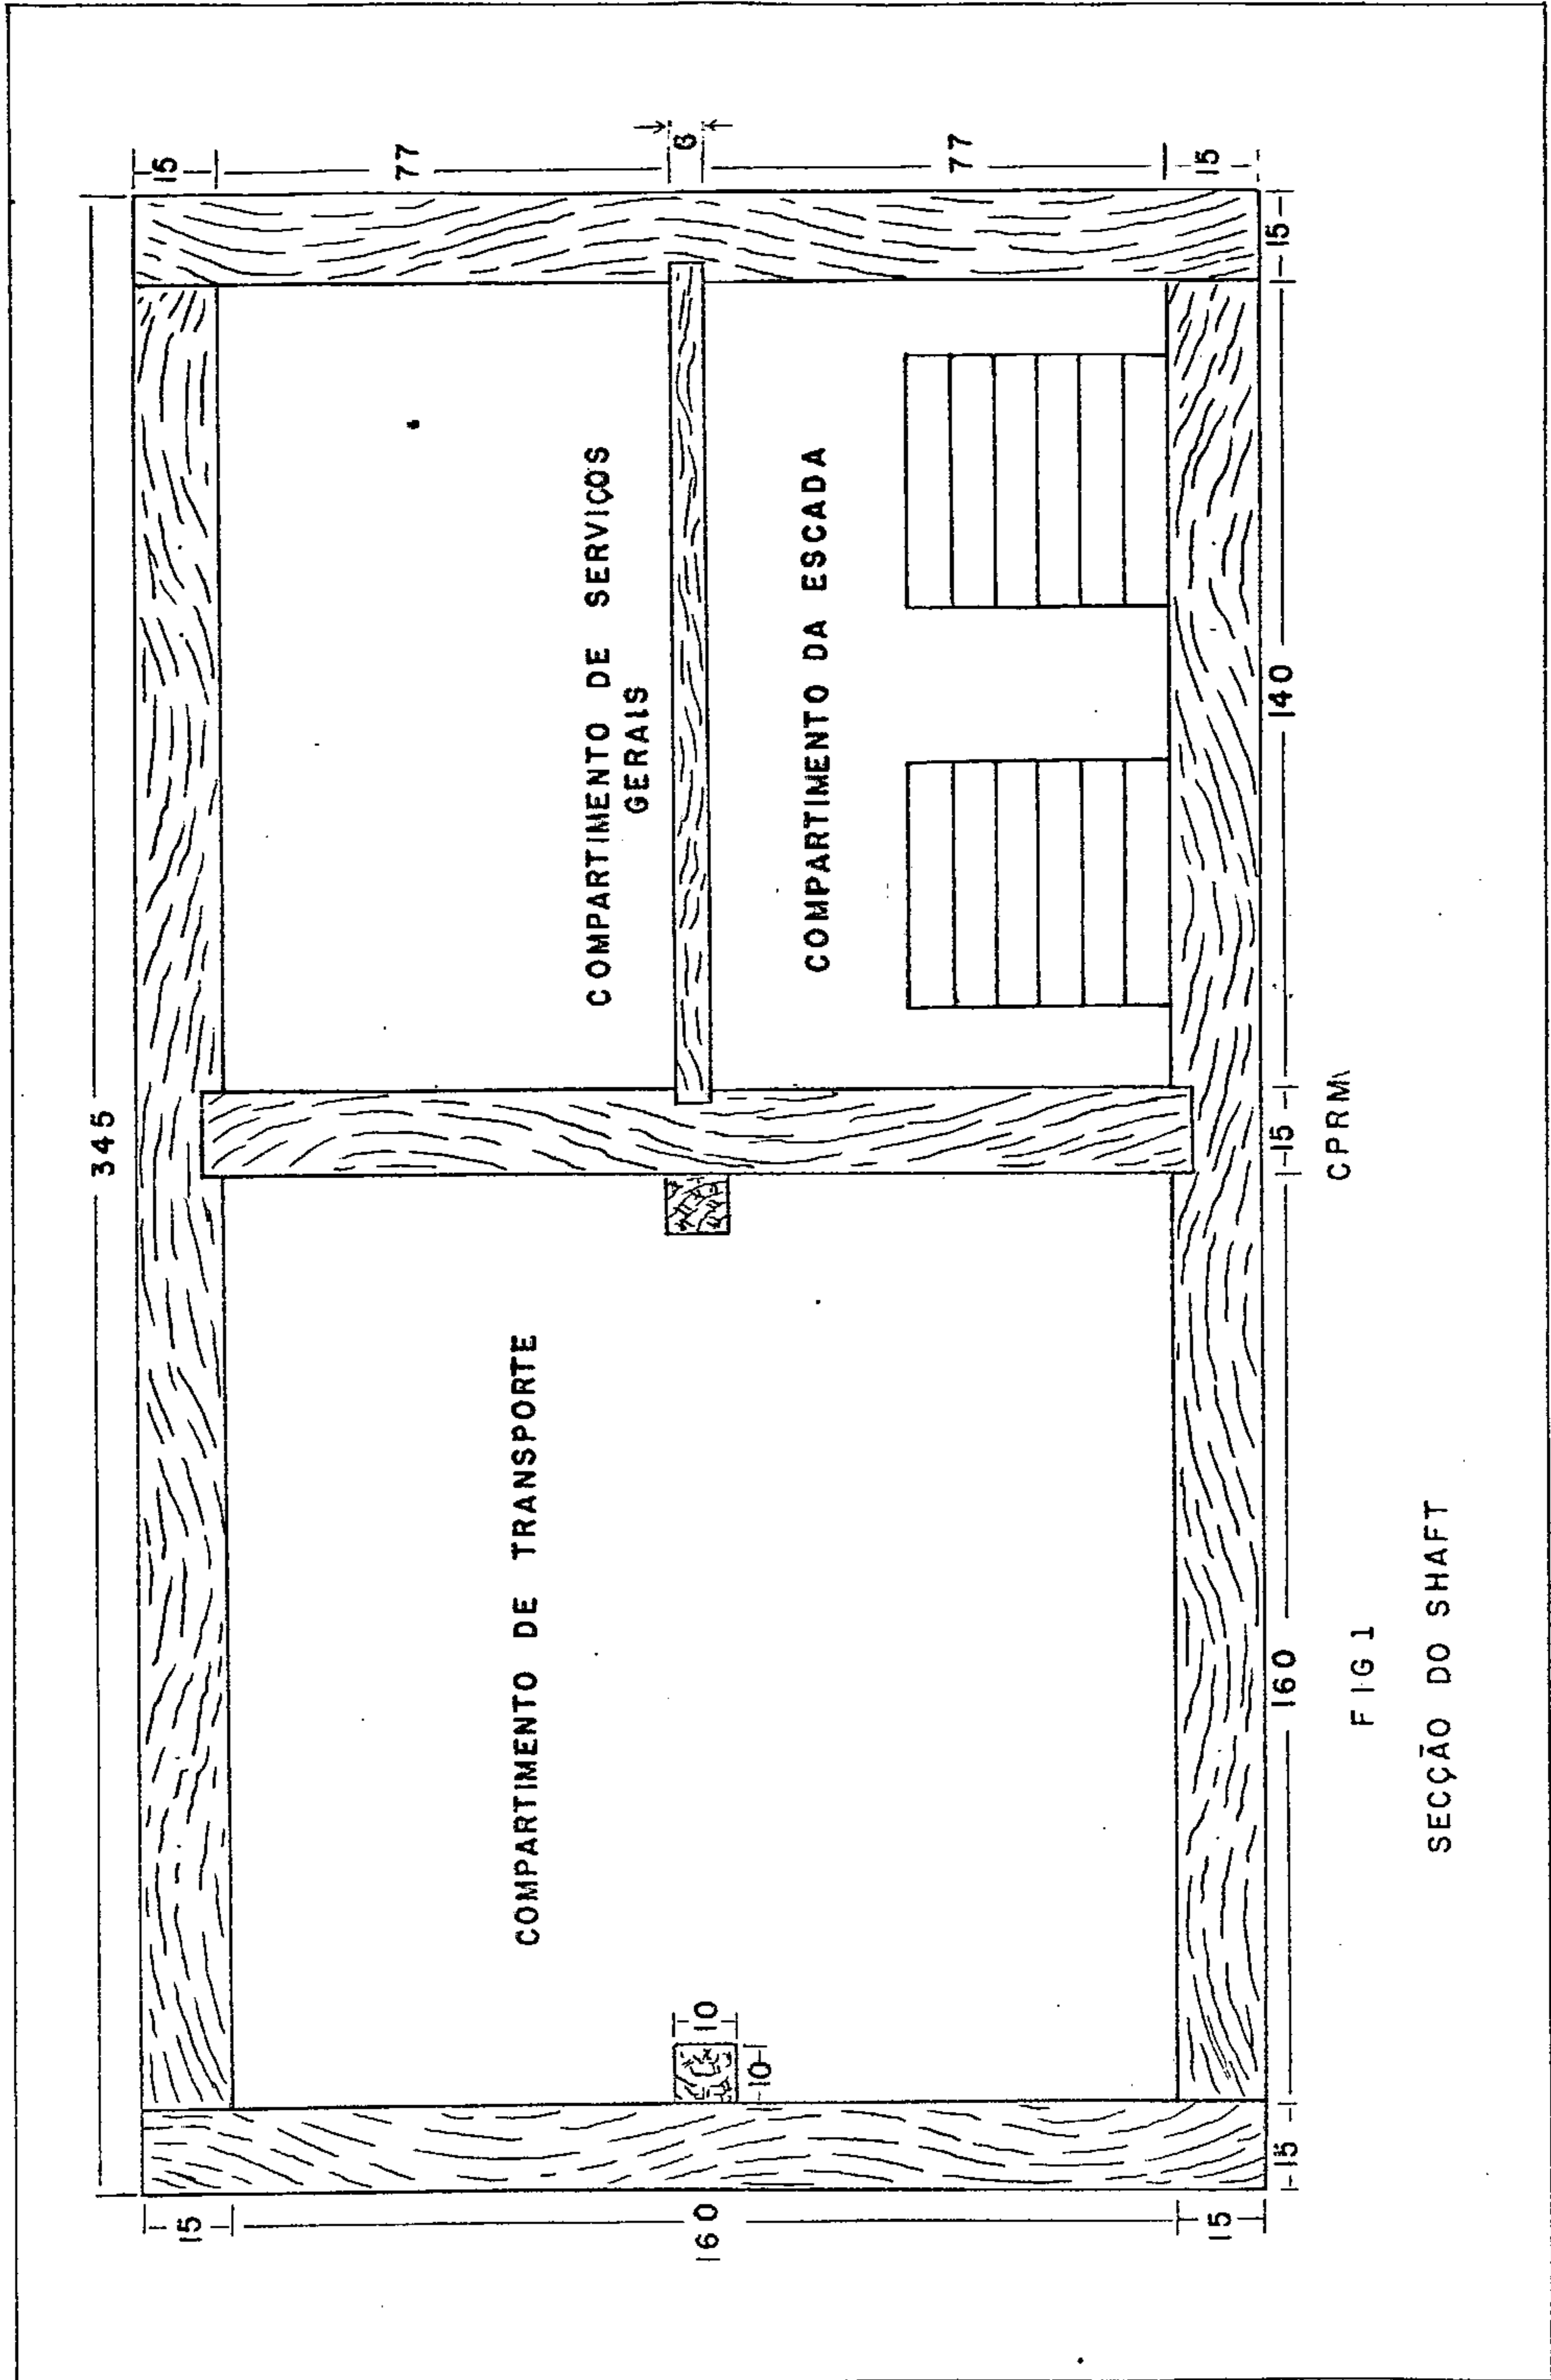 345
15
15
77
COMPARTIMENTO DE TRANSPORTE
COMPARTIMENTO DE SERVIÇOS
GERAIS
6
160
10
10
COMPARTIMENTO DA ESCADA
77
15
15
15 160 15 140 15
CPRM
FIG 1
SECÇÃO DO SHAFT